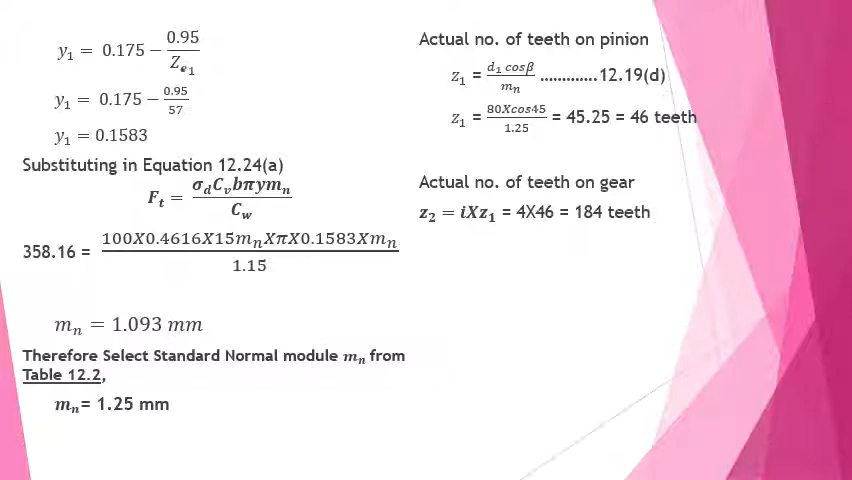 y₁ = 0.175 − 0.95/Zₑ₁
y₁ = 0.175 − 0.95/57
y₁ = 0.1583
Substituting in Equation 12.24(a)
Fₜ = σ_d C_v bπym_n / C_w
358.16 = 100X0.4616X15m_nXπX0.1583Xm_n / 1.15
m_n = 1.093 mm
Therefore Select Standard Normal module m_n from
Table 12.2,
m_n= 1.25 mm
Actual no. of teeth on pinion
z₁ = d₁ cosβ / m_n .............12.19(d)
z₁ = 80Xcos45 / 1.25 = 45.25 = 46 teeth
Actual no. of teeth on gear
z₂ = iXz₁ = 4X46 = 184 teeth